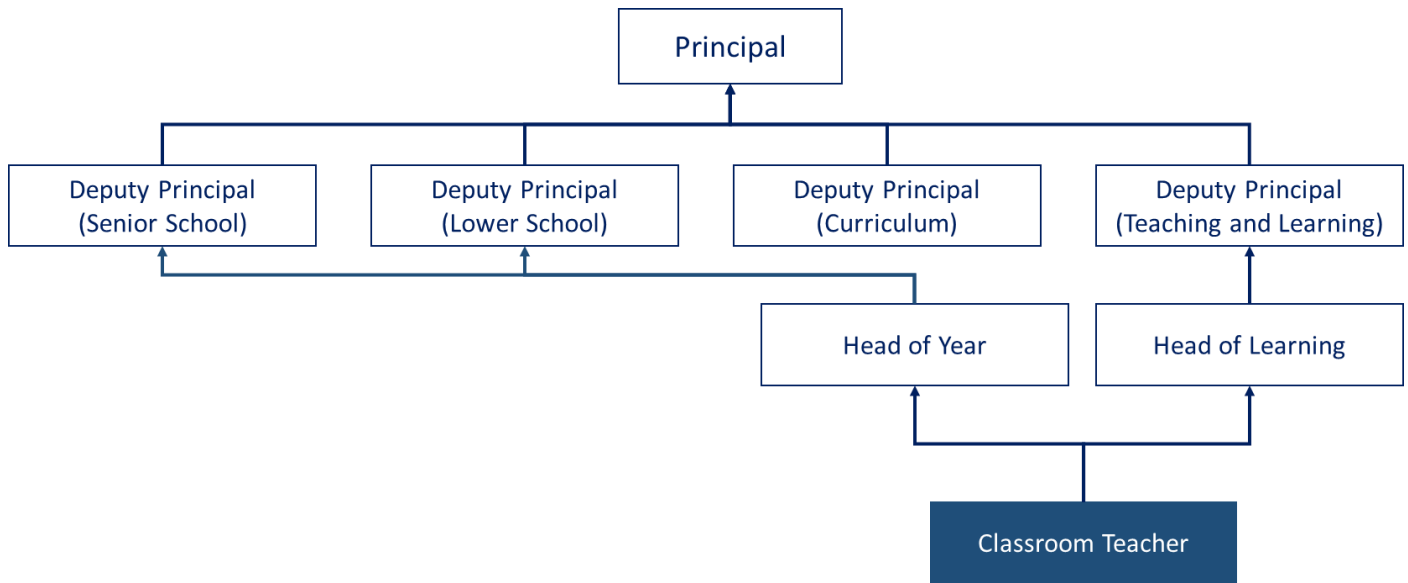 Principal
Deputy Principal
(Senior School)
Deputy Principal
(Lower School)
Deputy Principal
(Curriculum)
Deputy Principal
(Teaching and Learning)
Head of Year
Head of Learning
Classroom Teacher